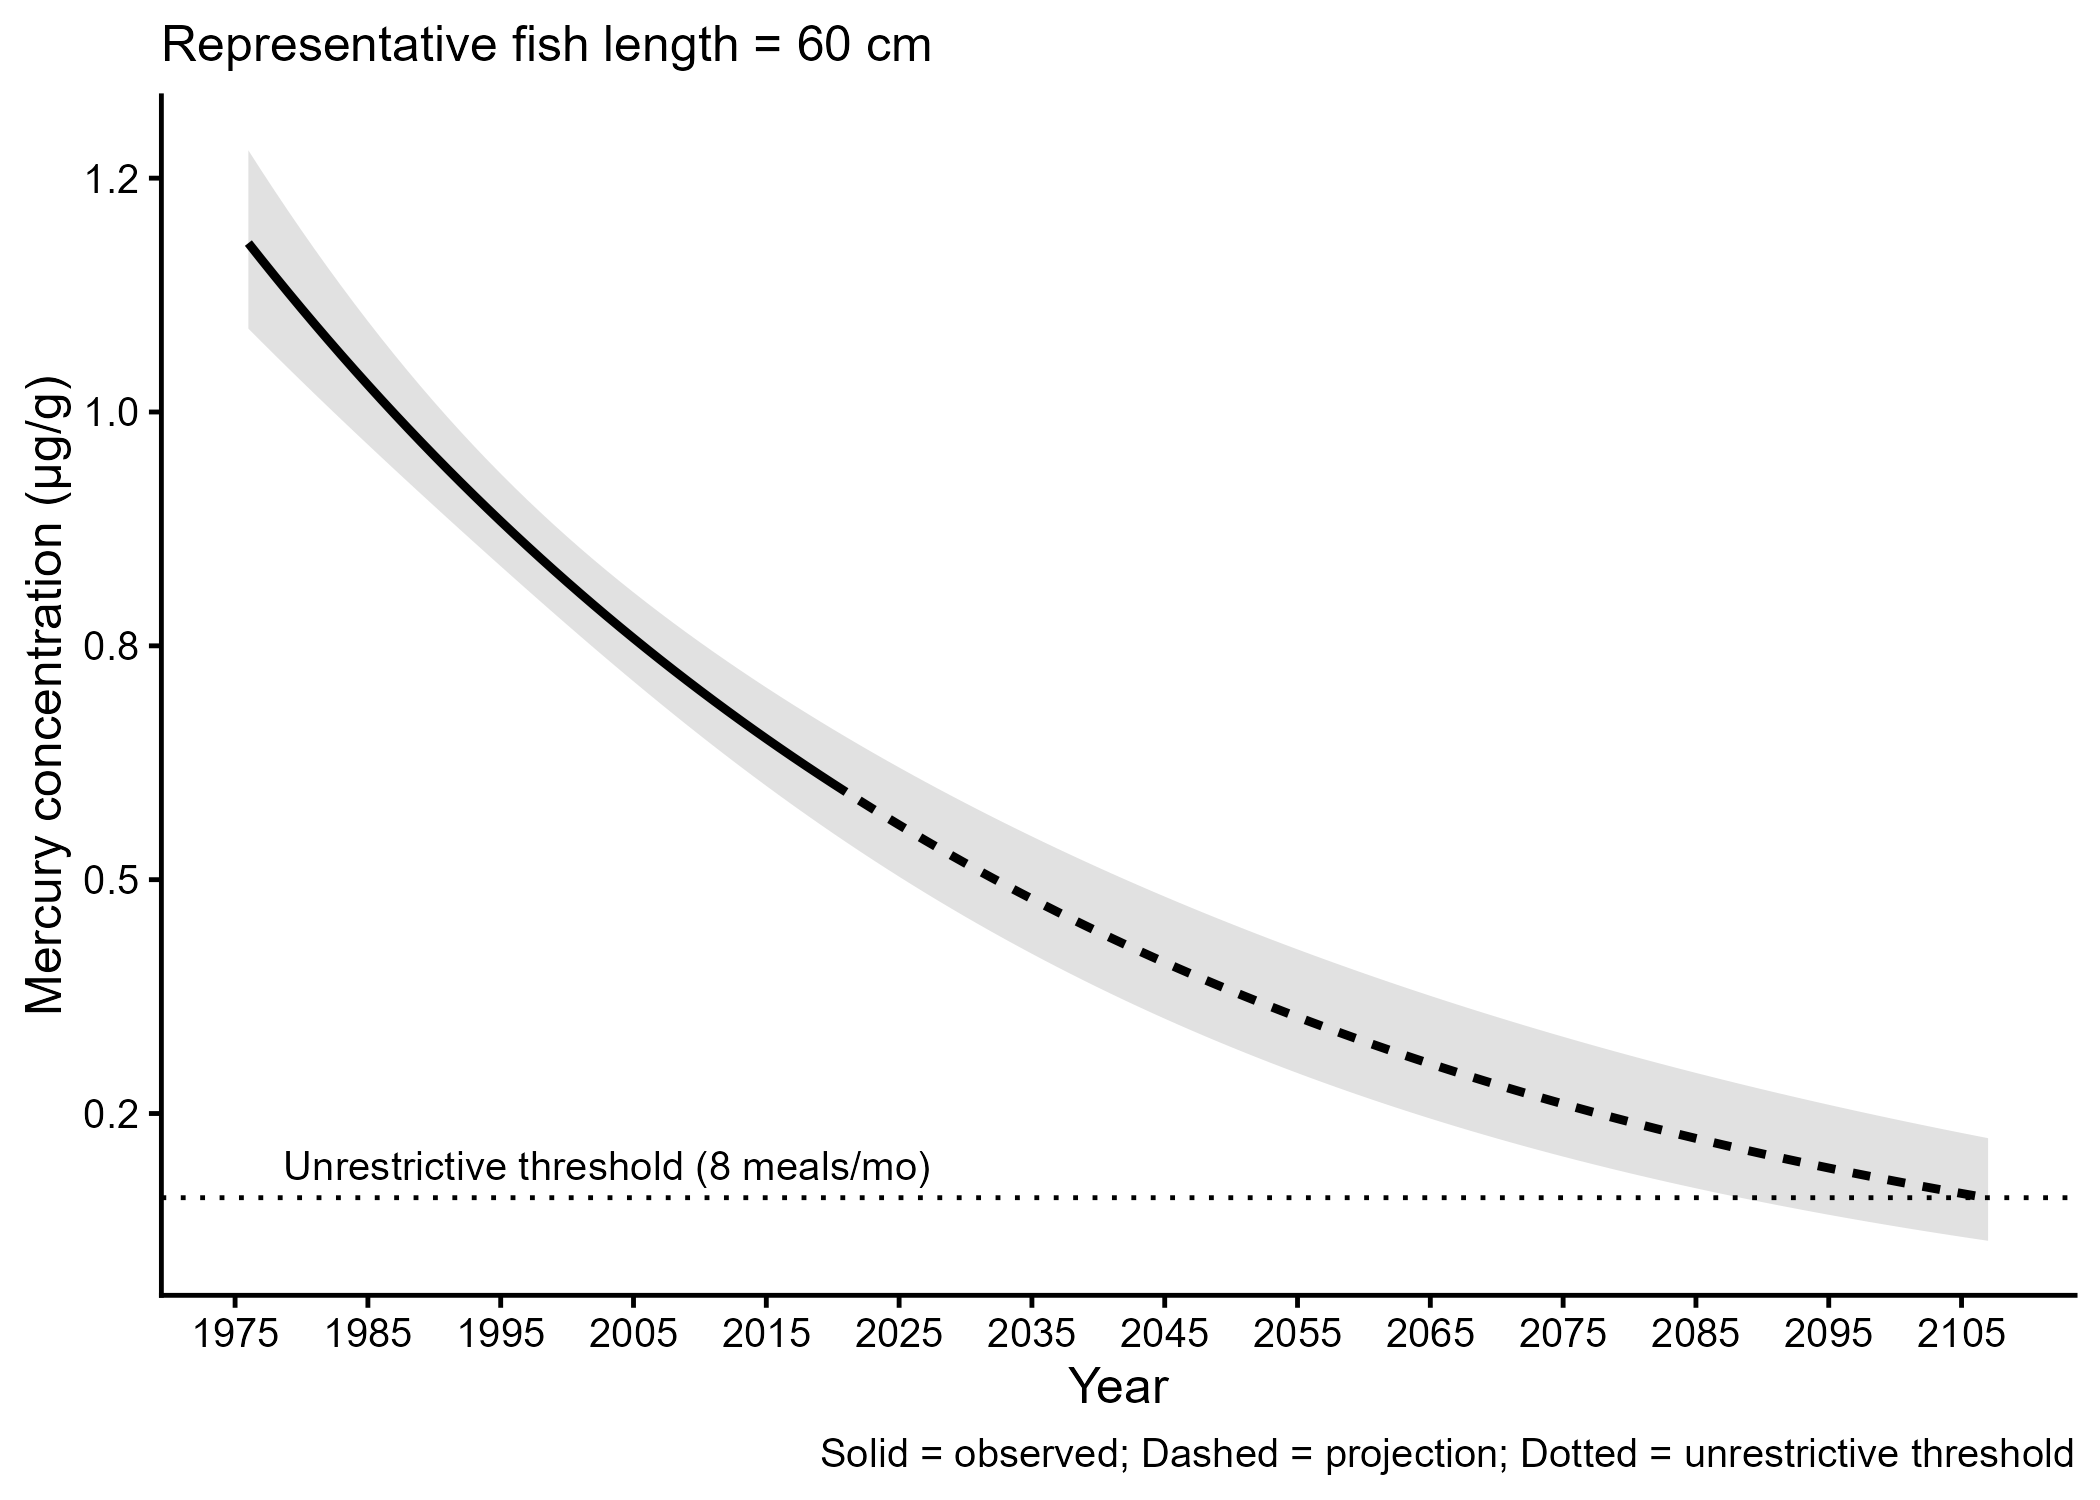 Representative fish length = 60 cm
Mercury concentration (µg/g)
1.2
1.0
0.8
0.5
0.2
Unrestrictive threshold (8 meals/mo)
1975 1985 1995 2005 2015 2025 2035 2045 2055 2065 2075 2085 2095 2105
Year
Solid = observed; Dashed = projection; Dotted = unrestrictive threshold